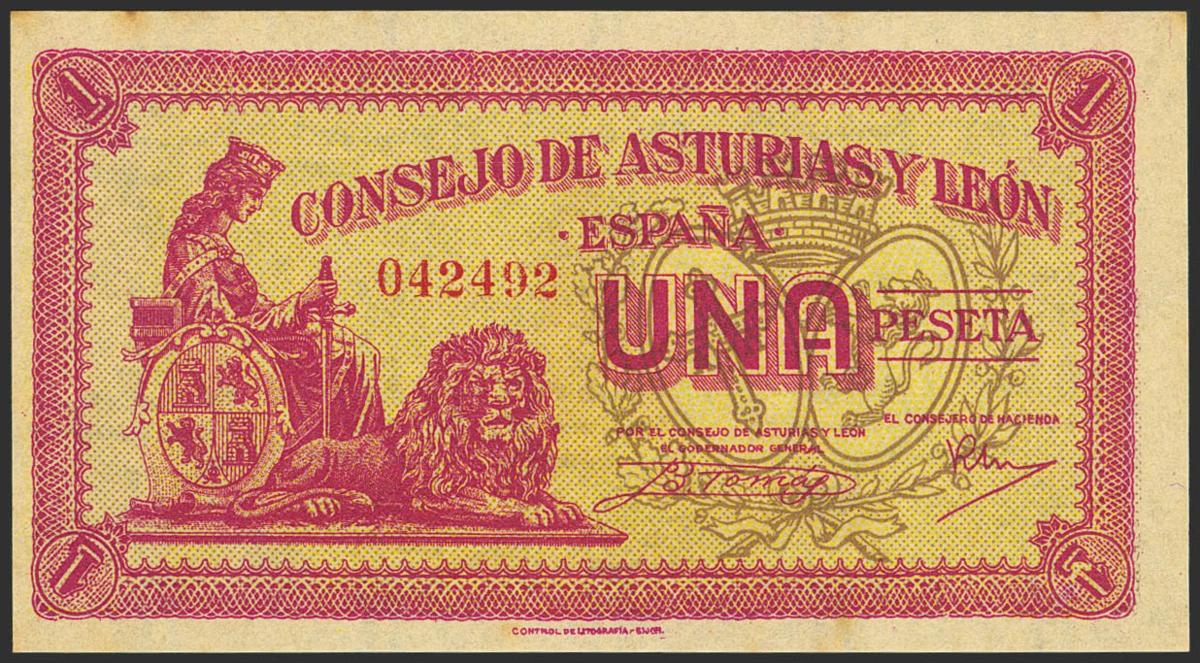 1 1
CONSEJO DE ASTURIAS Y LEÓN
· ESPAÑA ·
042492
UNA PESETA
POR EL CONSEJO DE ASTURIAS Y LEÓN
EL GOBERNADOR GENERAL
EL CONSEJERO DE HACIENDA
B Tomás
1 1
CONTROL DE LITOGRAFÍA-